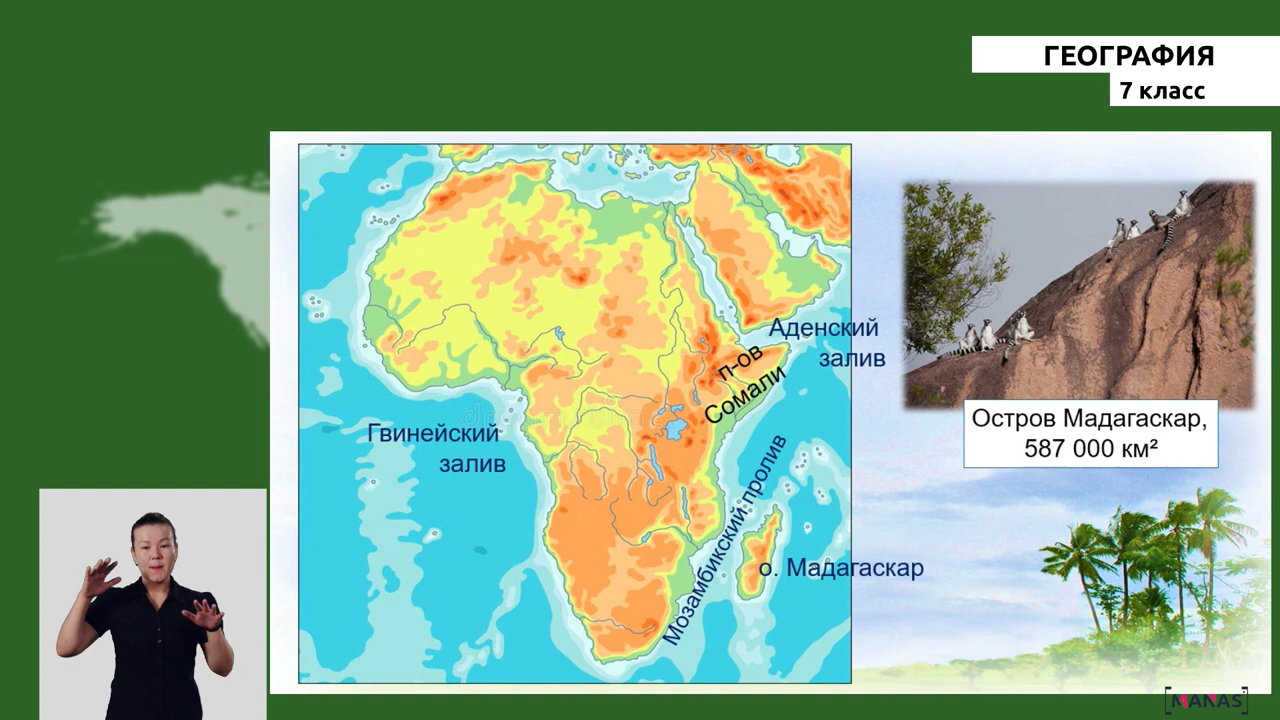 ГЕОГРАФИЯ
7 класс
Аденский
залив
п-ов
Сомали
Гвинейский
залив
Мозамбикский пролив
о. Мадагаскар
Остров Мадагаскар,
587 000 км²
[MANAS]